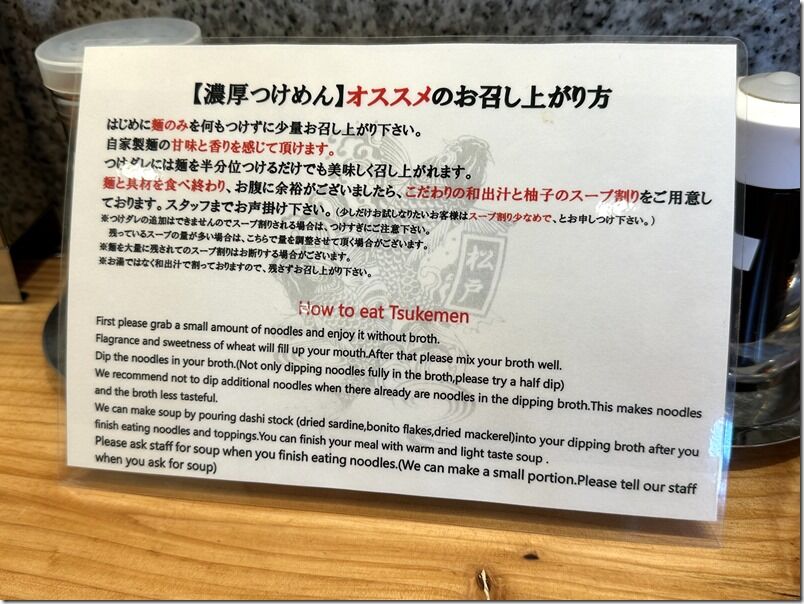 【濃厚つけめん】オススメのお召し上がり方
はじめに麺のみを何もつけずに少量お召し上がり下さい。
自家製麺の甘味と香りを感じて頂けます。
つけダレには麺を半分位つけるだけでも美味しく召し上がれます。
麺と具材を食べ終わり、お腹に余裕がございましたら、こだわりの和出汁と柚子のスープ割りをご用意し
ております。スタッフまでお声掛け下さい。（少しだけお試しなりたいお客様はスープ割り少なめで、とお申しつけ下さい。）
※つけダレの追加はできませんのでスープ割りされる場合は、つけすぎにご注意下さい。
残っているスープの量が多い場合は、こちらで量を調整させて頂く場合がございます。
※麺を大量に残されてのスープ割りはお断りする場合がございます。
※お湯ではなく和出汁で割っておりますので、残さずお召し上がり下さい。
松戸
How to eat Tsukemen
First please grab a small amount of noodles and enjoy it without broth.
Flagrance and sweetness of wheat will fill up your mouth.After that please mix your broth well.
Dip the noodles in your broth.(Not only dipping noodles fully in the broth,please try a half dip)
We recommend not to dip additional noodles when there already are noodles in the dipping broth.This makes noodles
and the broth less tasteful.
We can make soup by pouring dashi stock (dried sardine,bonito flakes,dried mackerel)into your dipping broth after you
finish eating noodles and toppings.You can finish your meal with warm and light taste soup .
Please ask staff for soup when you finish eating noodles.(We can make a small portion.Please tell our staff
when you ask for soup)